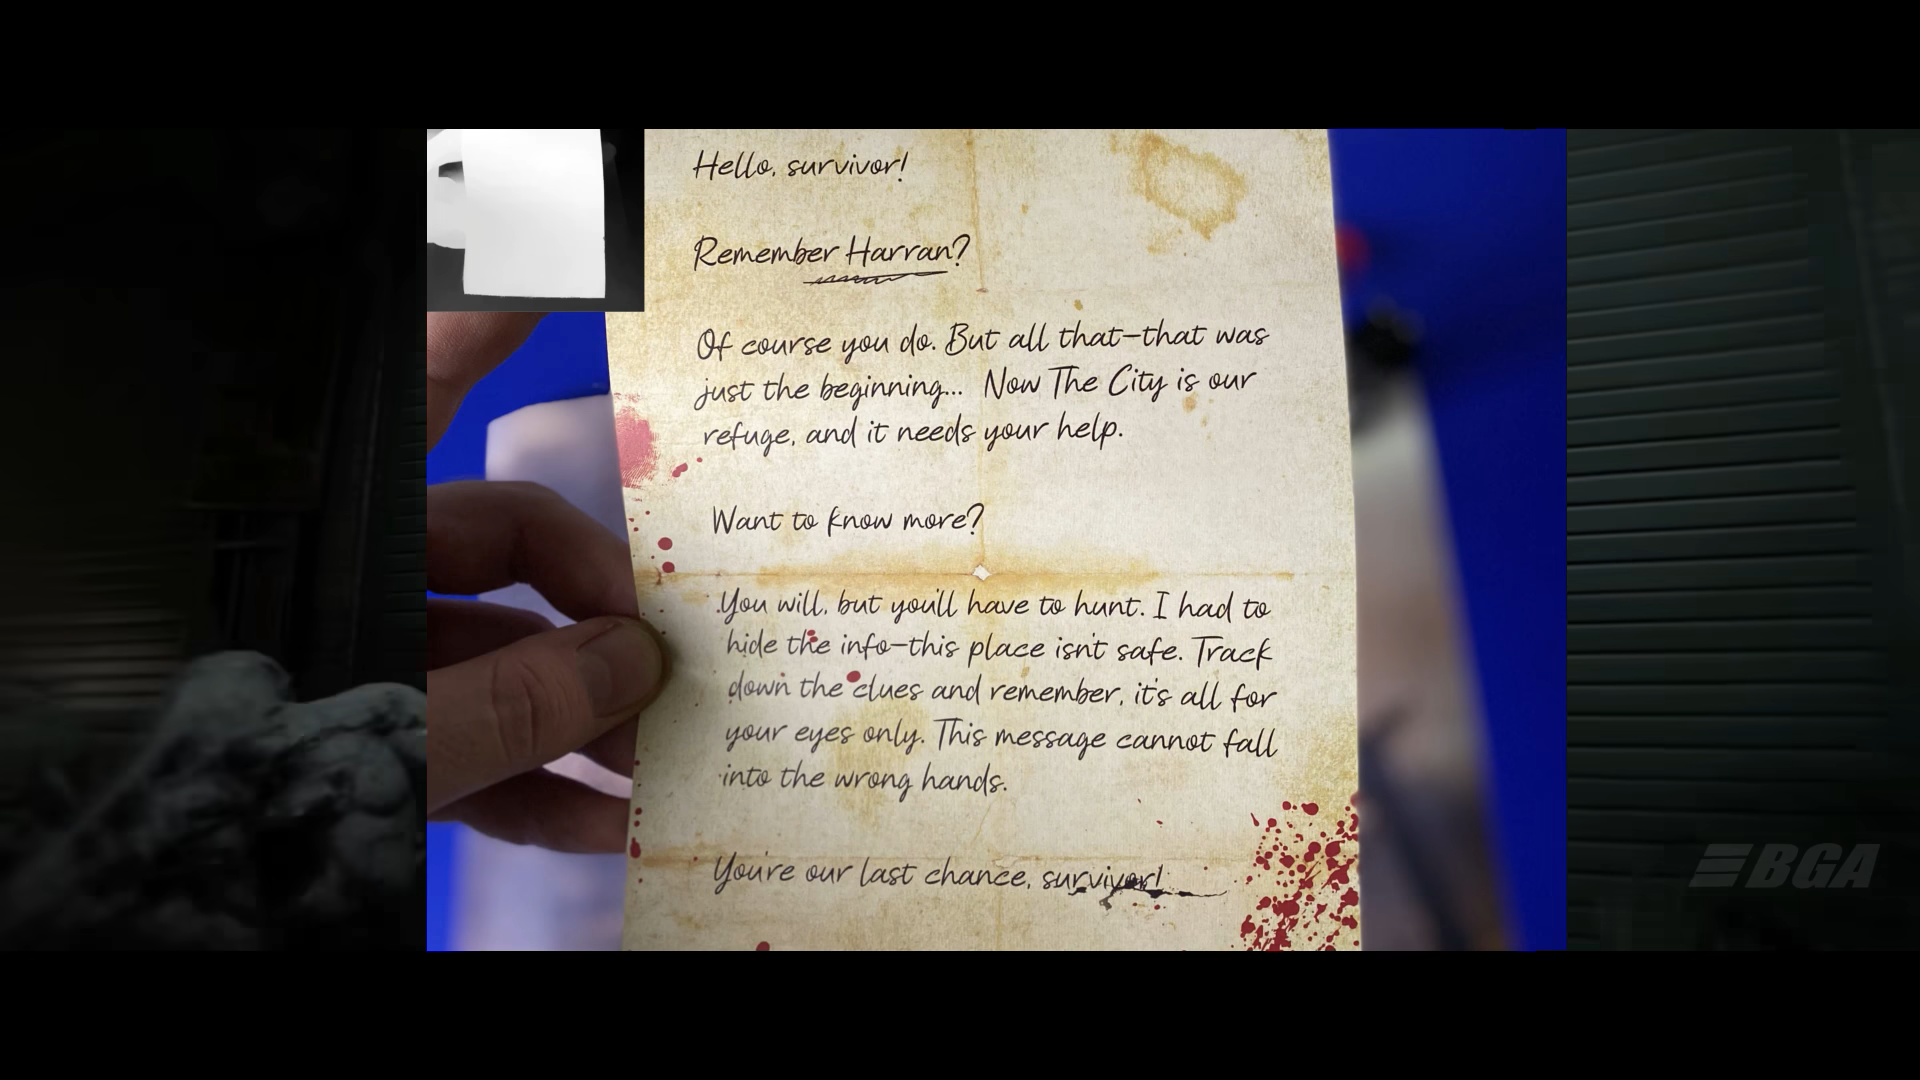 Hello, survivor!
Remember Harran?
Of course you do. But all that—that was
just the beginning... Now The City is our
refuge, and it needs your help.
Want to know more?
You will, but you'll have to hunt. I had to
hide the info—this place isn't safe. Track
down the clues and remember, it's all for
your eyes only. This message cannot fall
into the wrong hands.
You're our last chance, survivor!
BGA